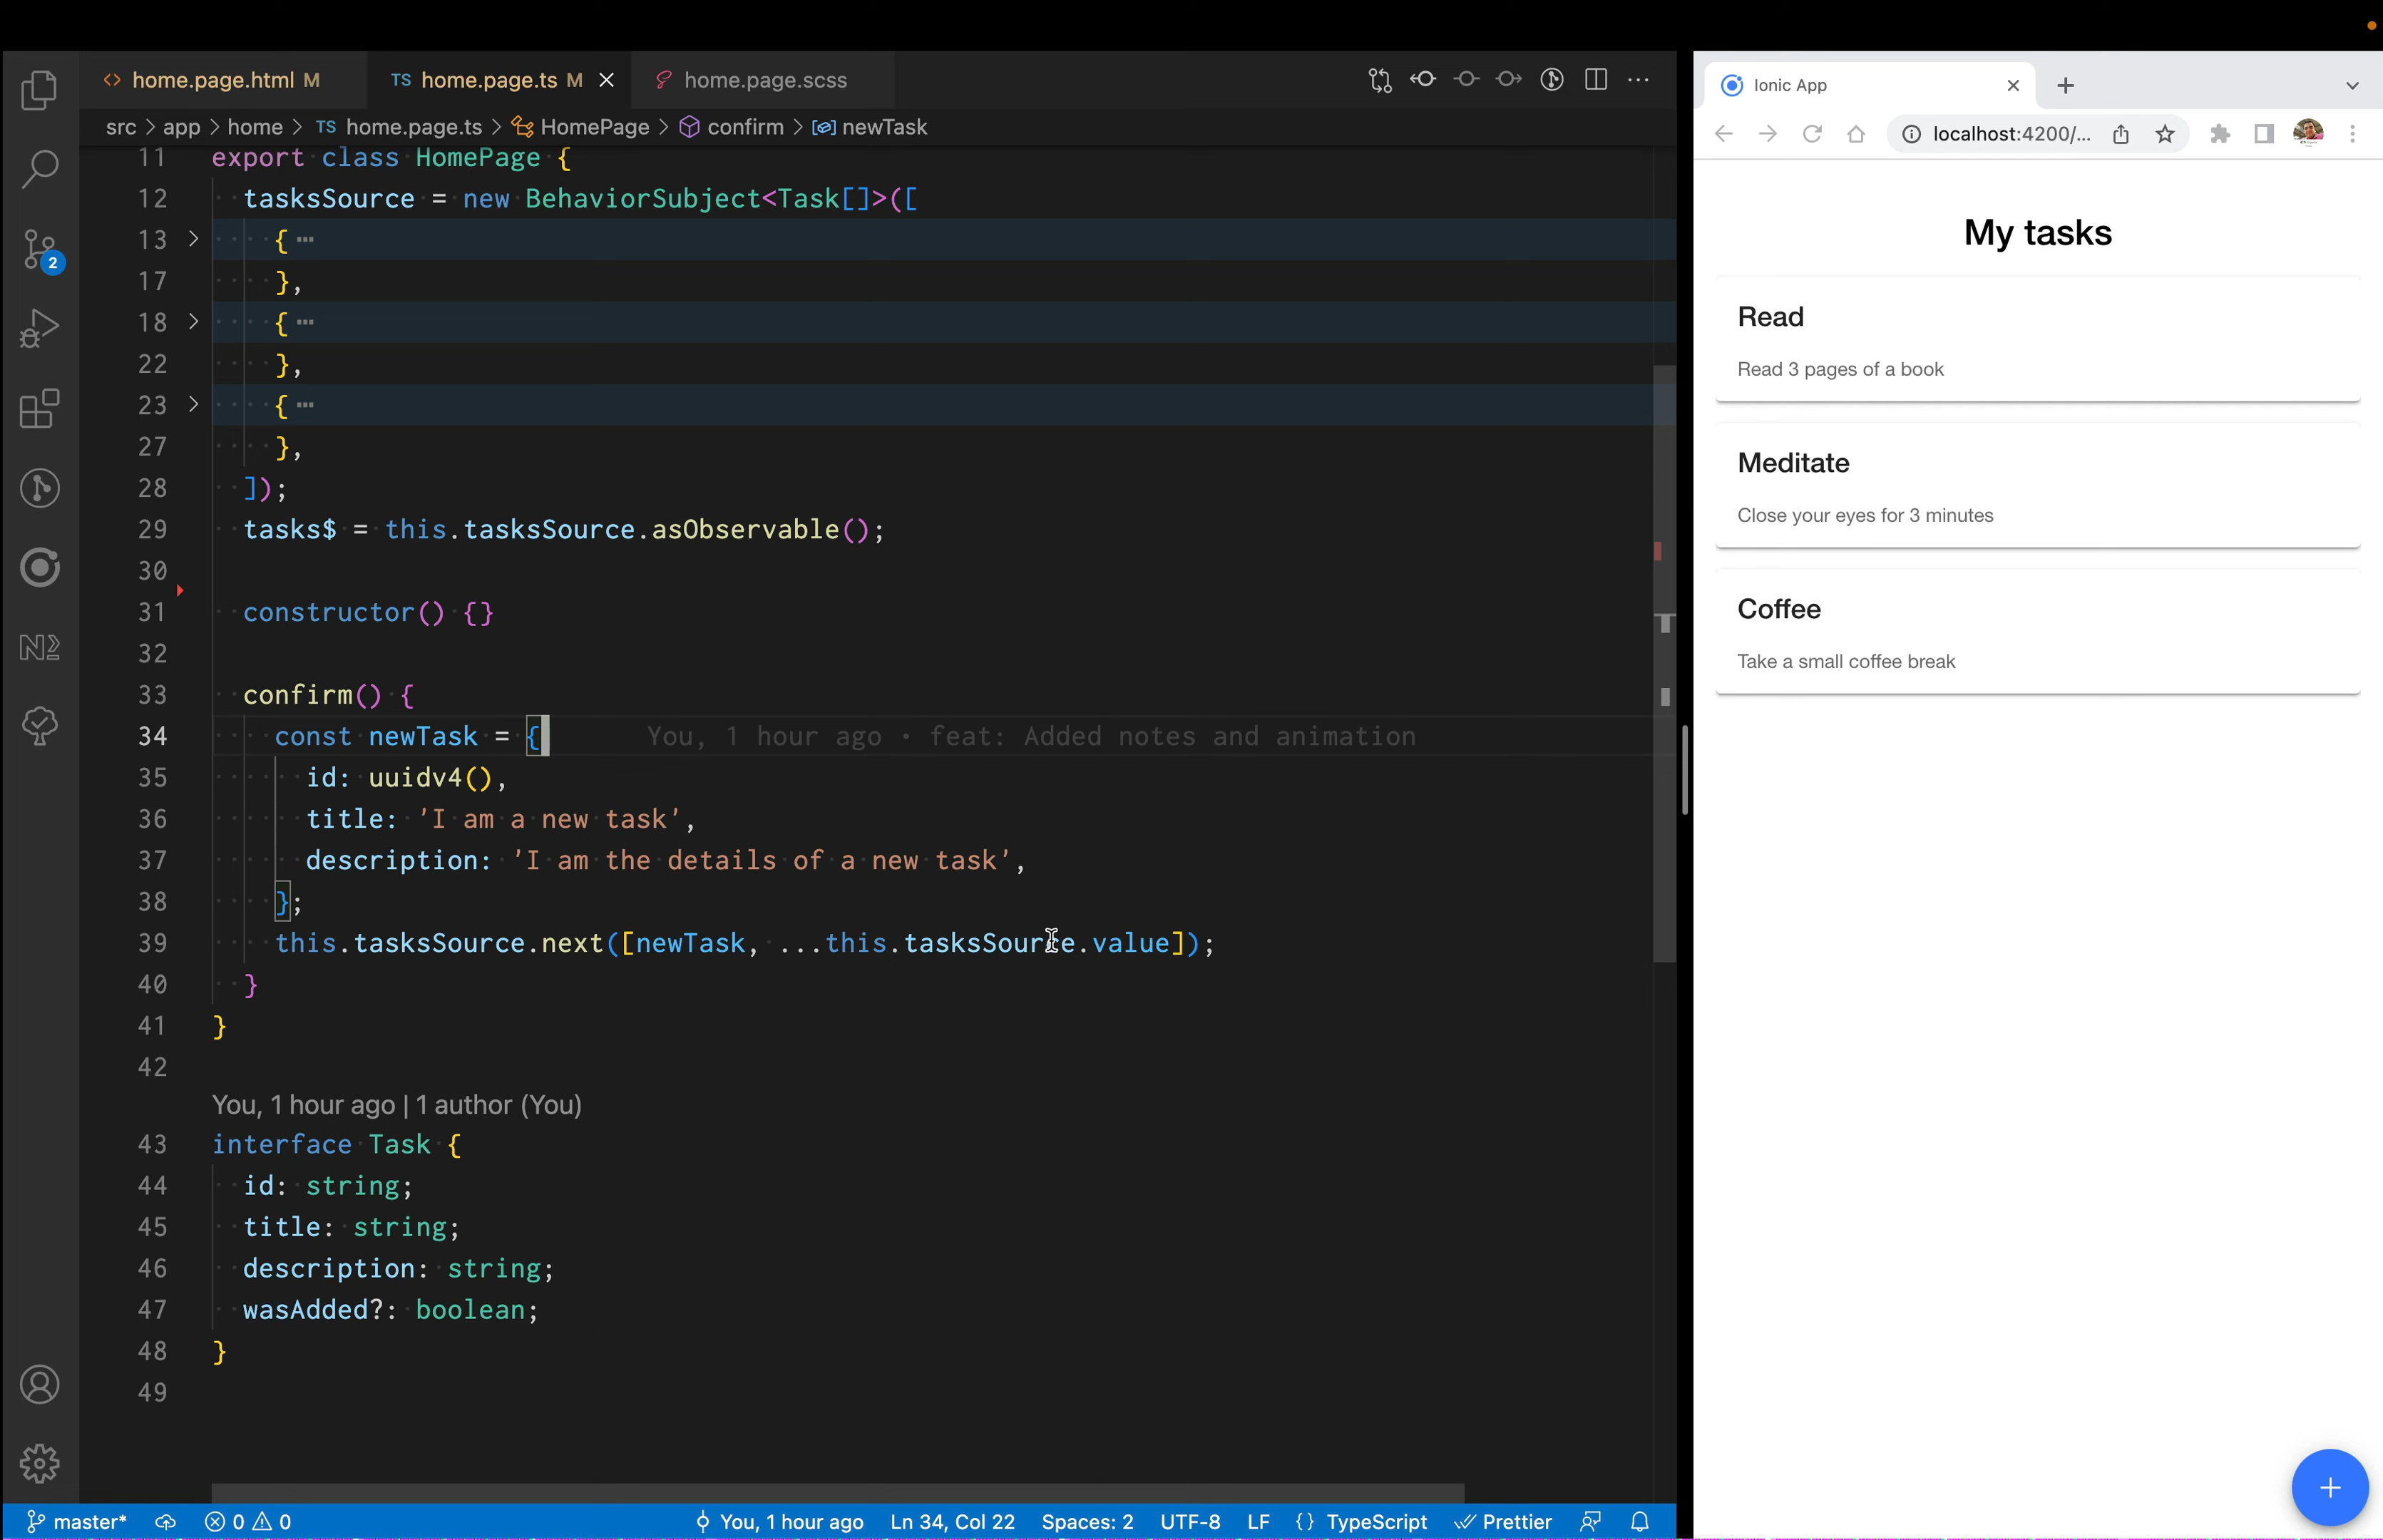 home.page.html M
TS home.page.ts M
home.page.scss
src > app > home > TS home.page.ts > HomePage > confirm > newTask
11 export class HomePage {
12 tasksSource = new BehaviorSubject<Task[]>([
13 { ⋯
17 },
18 { ⋯
22 },
23 { ⋯
27 },
28 ]);
29 tasks$ = this.tasksSource.asObservable();
30
31 constructor() {}
32
33 confirm() {
34 const newTask = { You, 1 hour ago • feat: Added notes and animation
35 id: uuidv4(),
36 title: 'I am a new task',
37 description: 'I am the details of a new task',
38 };
39 this.tasksSource.next([newTask, ...this.tasksSource.value]);
40 }
41 }
42
You, 1 hour ago | 1 author (You)
43 interface Task {
44 id: string;
45 title: string;
46 description: string;
47 wasAdded?: boolean;
48 }
49
2
master* 0 0 You, 1 hour ago Ln 34, Col 22 Spaces: 2 UTF-8 LF {} TypeScript Prettier
Ionic App
localhost:4200/...
My tasks
Read
Read 3 pages of a book
Meditate
Close your eyes for 3 minutes
Coffee
Take a small coffee break
+